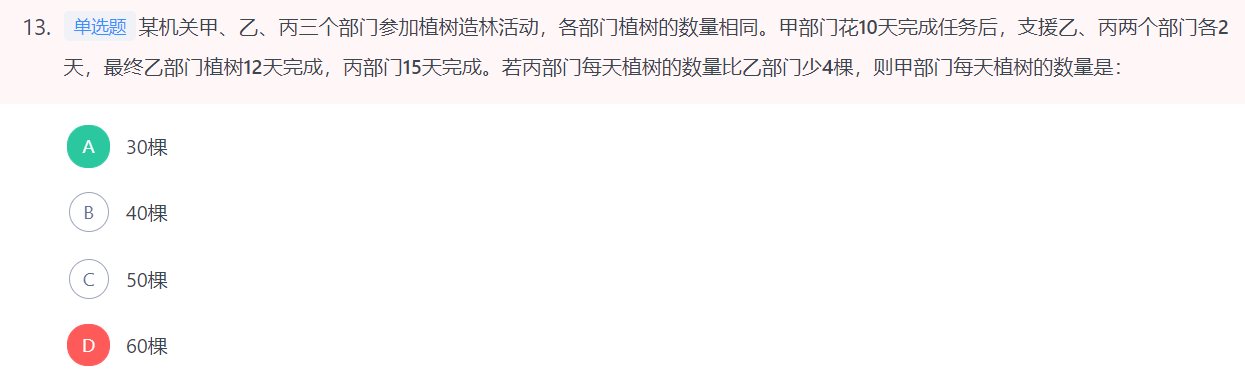 13. 单选题 某机关甲、乙、丙三个部门参加植树造林活动，各部门植树的数量相同。甲部门花10天完成任务后，支援乙、丙两个部门各2
天，最终乙部门植树12天完成，丙部门15天完成。若丙部门每天植树的数量比乙部门少4棵，则甲部门每天植树的数量是：
A 30棵
B 40棵
C 50棵
D 60棵